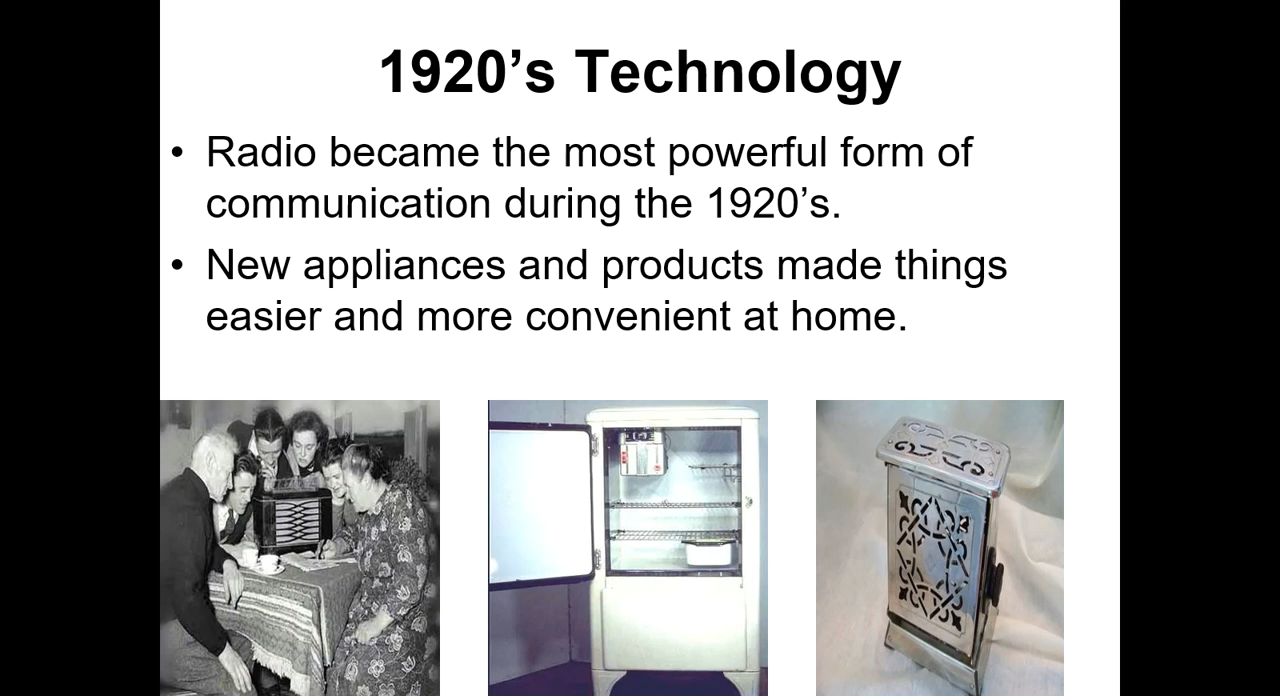 1920’s Technology
• Radio became the most powerful form of
communication during the 1920’s.
• New appliances and products made things
easier and more convenient at home.